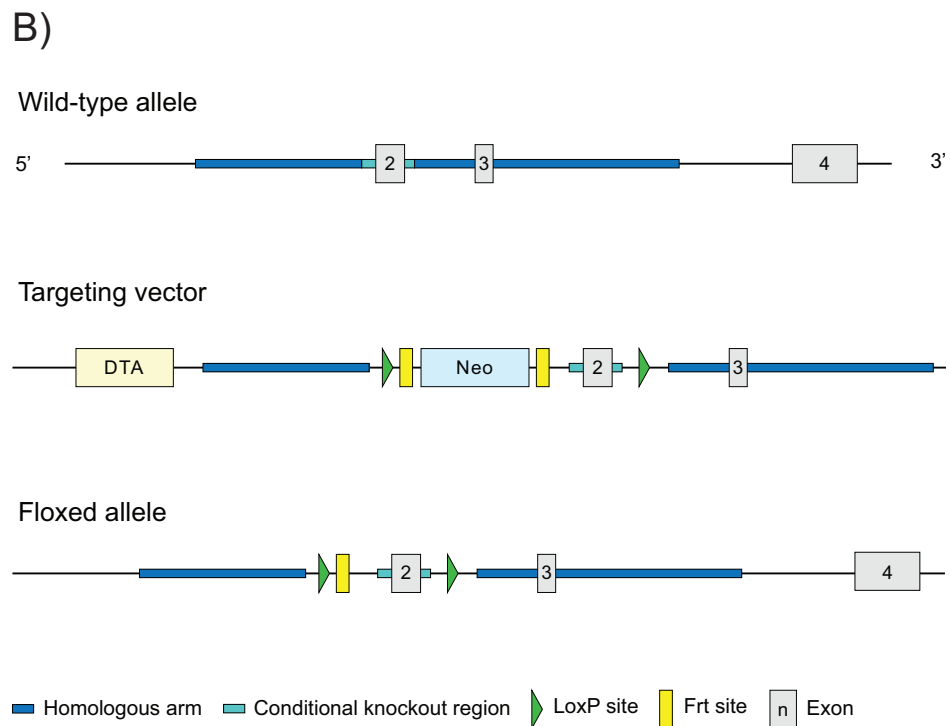 B)
Wild-type allele
5’ 2 3 4 3’
Targeting vector
DTA Neo 2 3
Floxed allele
2 3 4
Homologous arm Conditional knockout region LoxP site Frt site n Exon